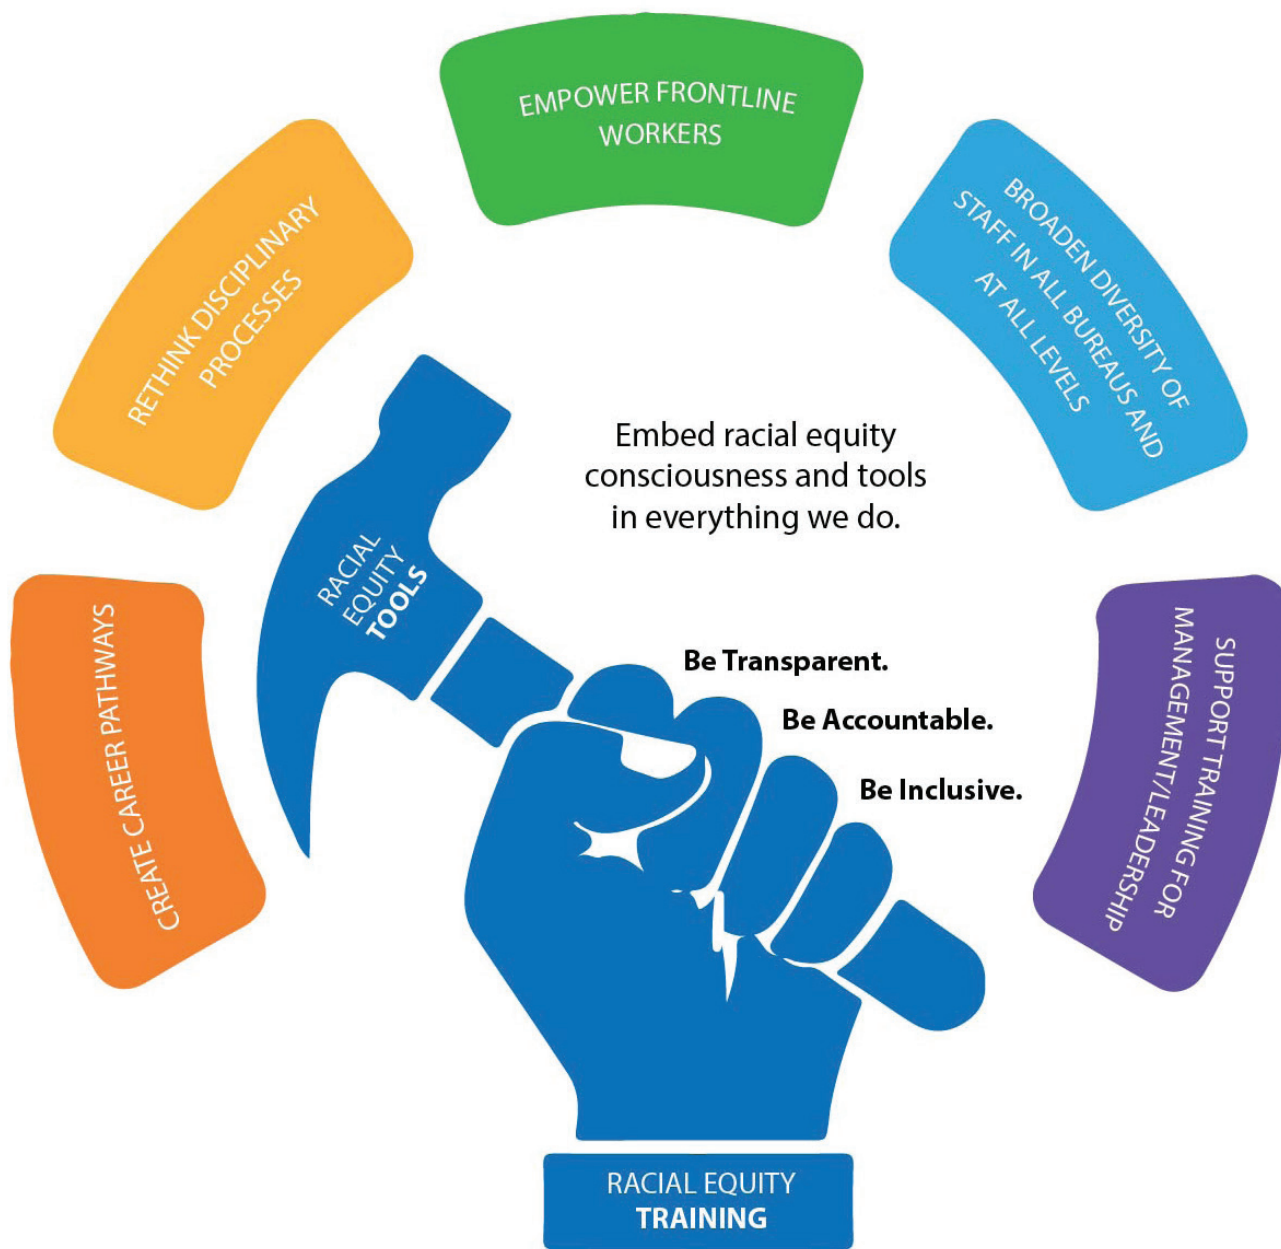 EMPOWER FRONTLINE
WORKERS
RETHINK DISCIPLINARY
PROCESSES
BROADEN DIVERSITY OF
STAFF IN ALL BUREAUS AND
AT ALL LEVELS
CREATE CAREER PATHWAYS
SUPPORT TRAINING FOR
MANAGEMENT/LEADERSHIP
Embed racial equity
consciousness and tools
in everything we do.
RACIAL
EQUITY
TOOLS
Be Transparent.
Be Accountable.
Be Inclusive.
RACIAL EQUITY
TRAINING